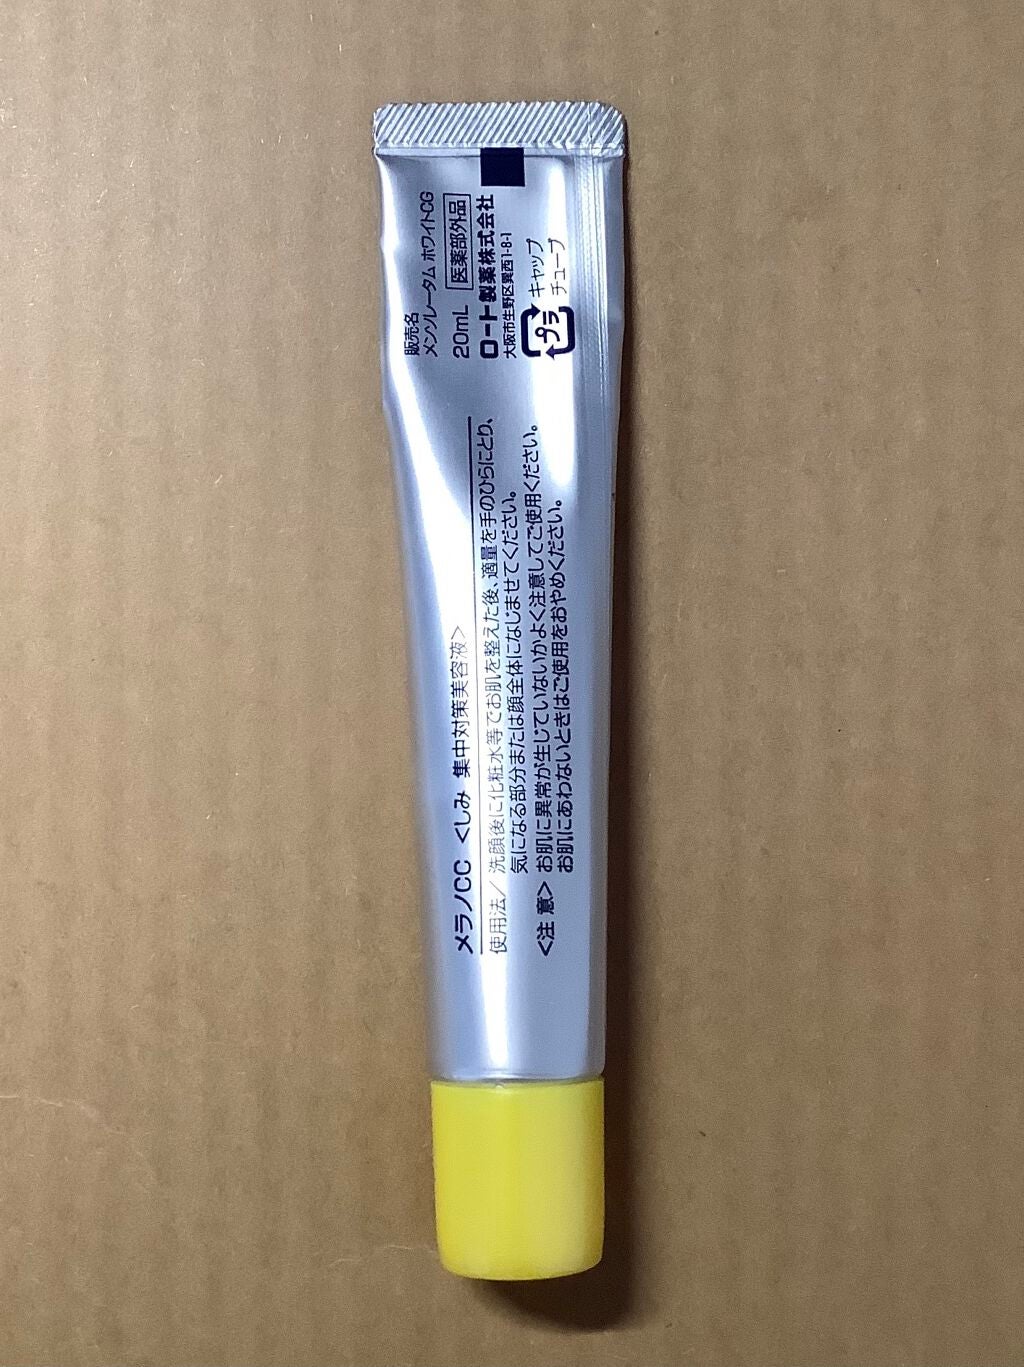 メラノCC <しみ 集中対策美容液>
使用法/ 洗顔後に化粧水等でお肌を整えた後、適量を手のひらにとり、
気になる部分または顔全体になじませてください。
<注 意> お肌に異常が生じていないかよく注意してご使用ください。
お肌にあわないときはご使用をおやめください。
販売名
メンソレータム ホワイトCG
20mL 医薬部外品
ロート製薬株式会社
大阪市生野区巽西1-8-1
プラ キャップ
チューブ